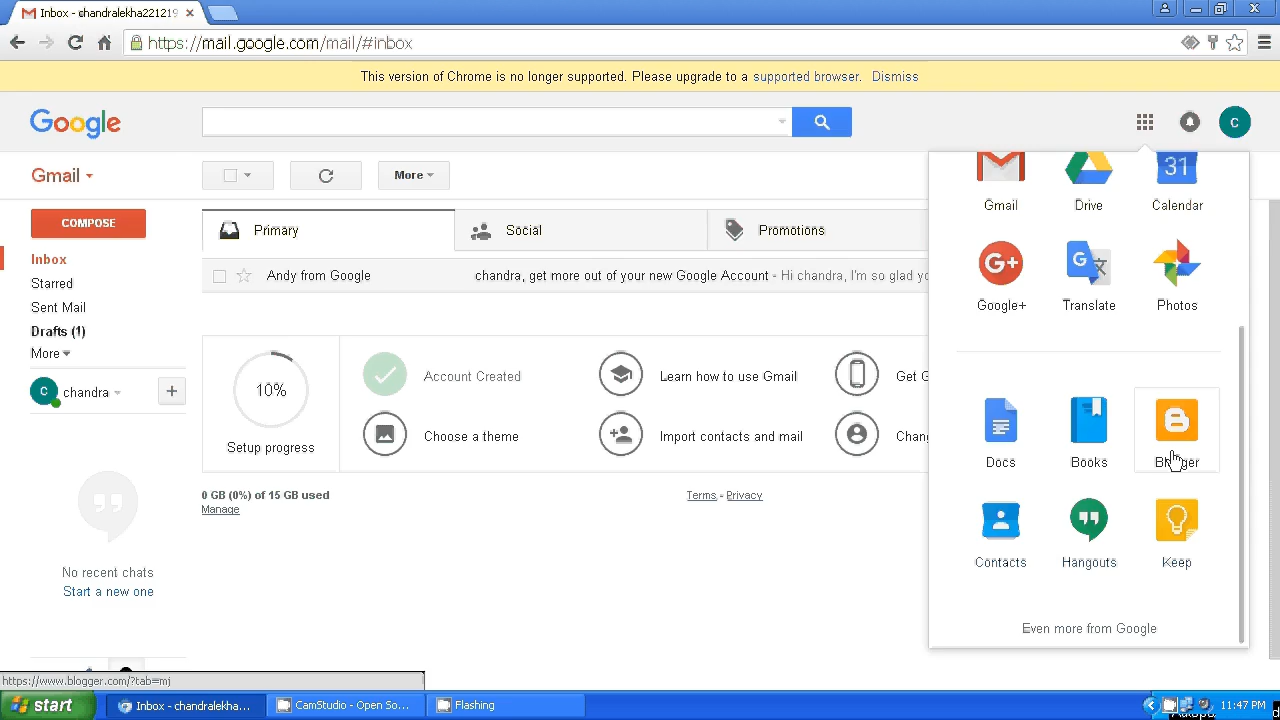 Inbox - chandralekha221219
https://mail.google.com/mail/#inbox
This version of Chrome is no longer supported. Please upgrade to a supported browser. Dismiss
Google
C
Gmail
More
COMPOSE
Inbox
Starred
Sent Mail
Drafts (1)
More
C chandra
+
No recent chats
Start a new one
Primary
Social
Promotions
Andy from Google
chandra, get more out of your new Google Account - Hi chandra, I'm so glad
10%
Setup progress
Account Created
Learn how to use Gmail
Get
Choose a theme
Import contacts and mail
0 GB (0%) of 15 GB used
Manage
Terms - Privacy
31
Gmail
Drive
Calendar
G+
G
Google+
Translate
Photos
Docs
Books
Blogger
Contacts
Hangouts
Keep
Even more from Google
https://www.blogger.com/?tab=mj
start
Inbox - chandralekha...
CamStudio - Open So...
Flashing
11:47 PM